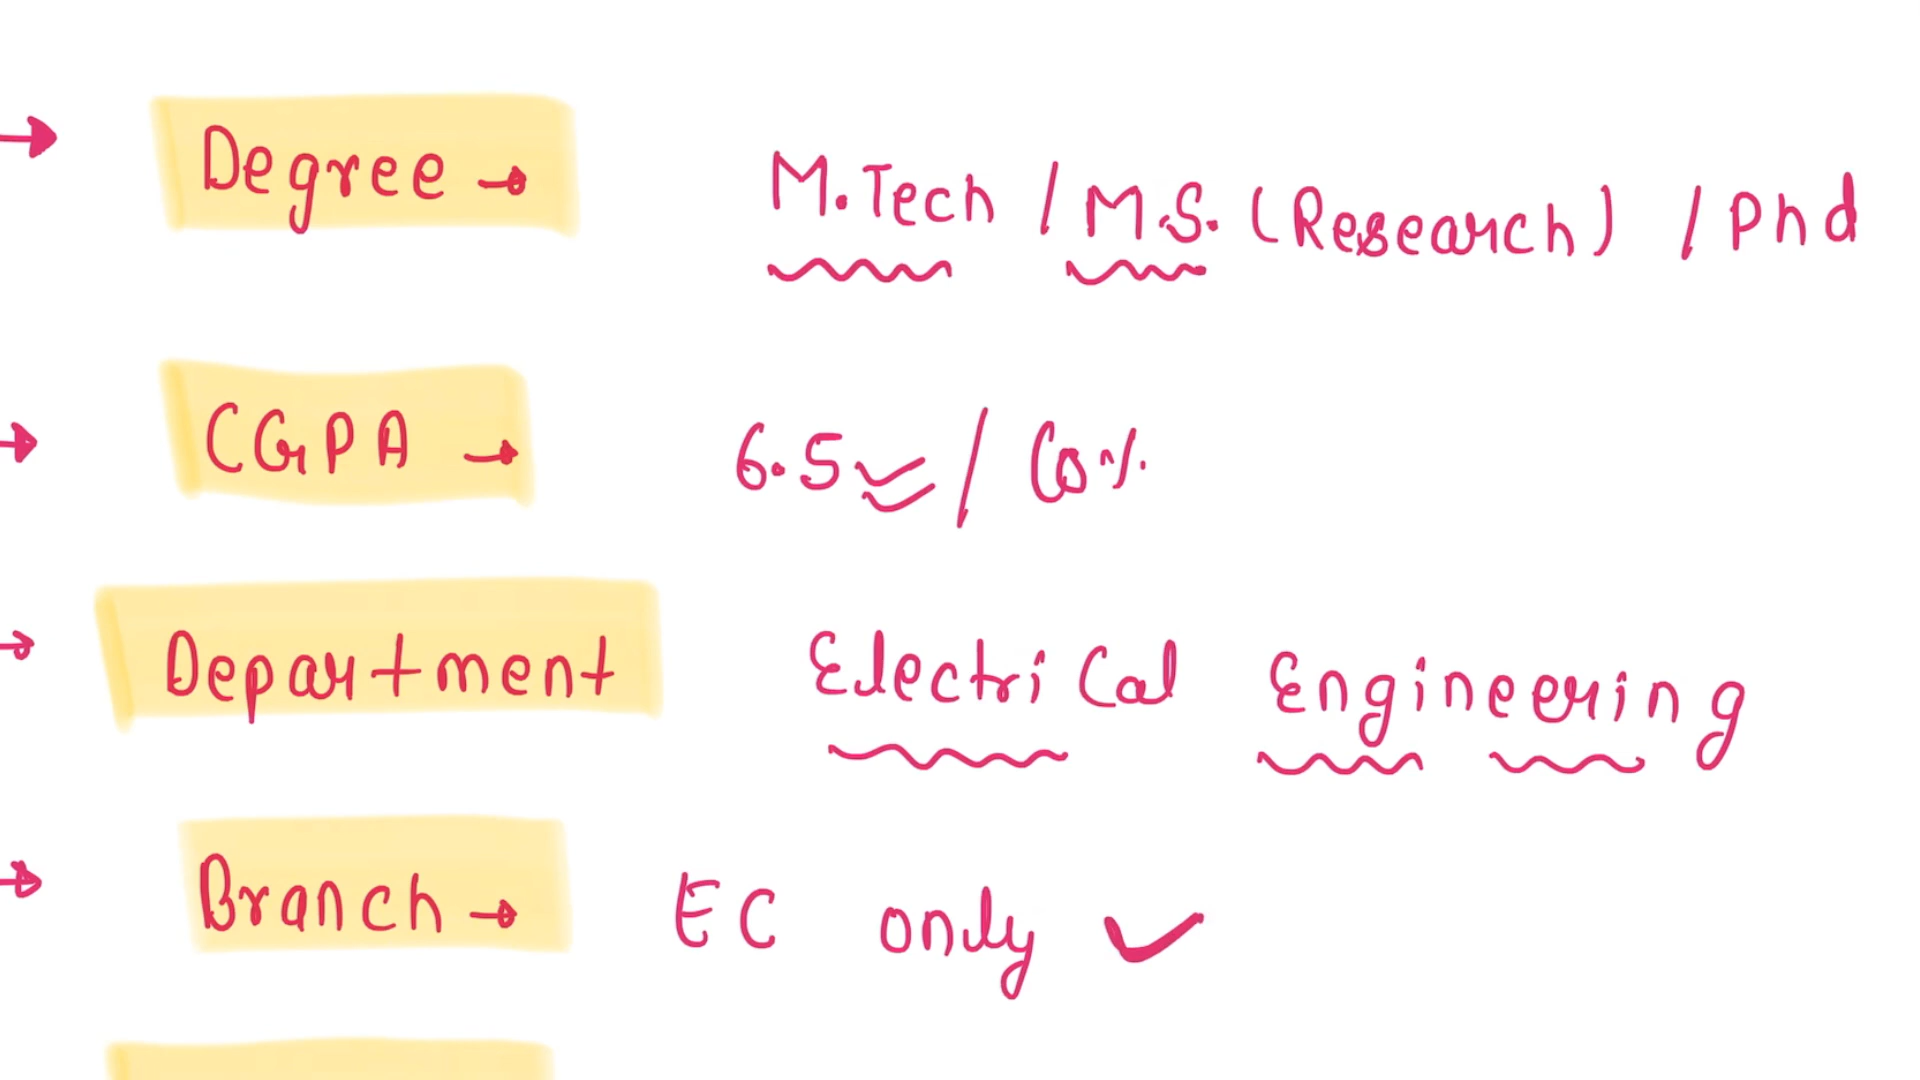 → Degree → M.Tech / M.S. (Research) / Phd
→ CGPA → 6.5 / 60%
→ Department Electrical Engineering
→ Branch → EC only ✓